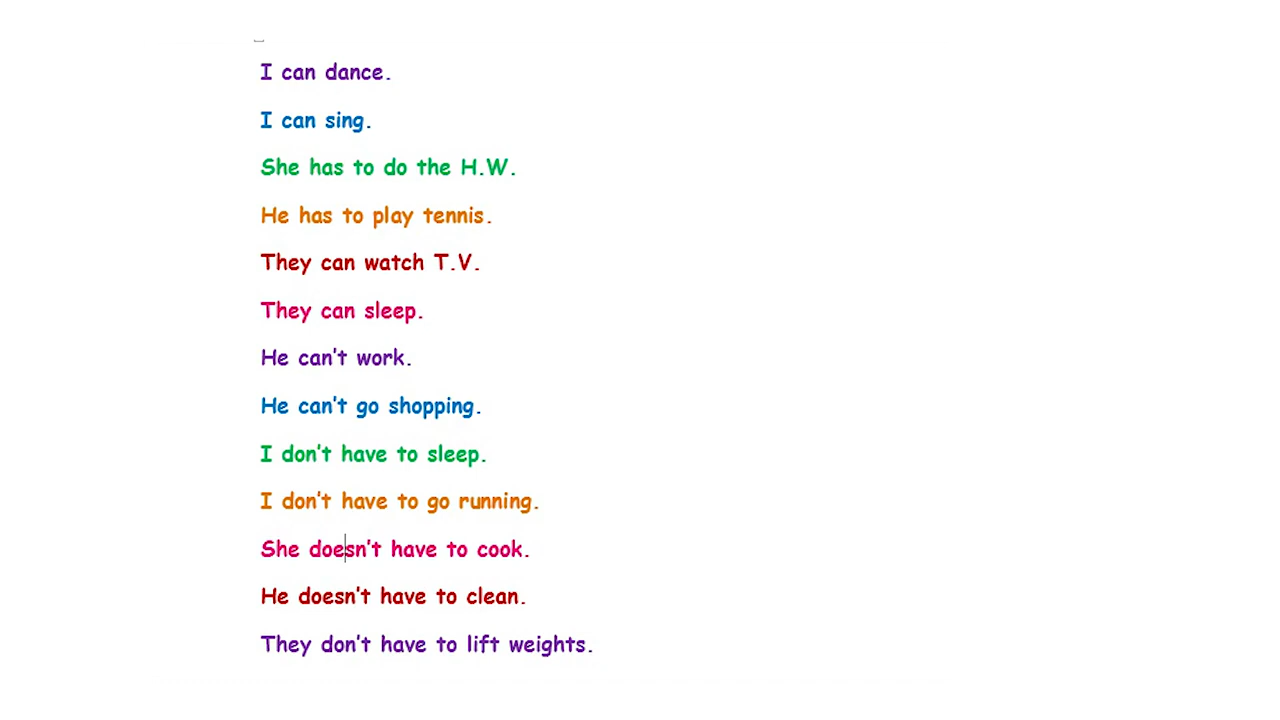 I can dance.
I can sing.
She has to do the H.W.
He has to play tennis.
They can watch T.V.
They can sleep.
He can't work.
He can't go shopping.
I don't have to sleep.
I don't have to go running.
She doesn't have to cook.
He doesn't have to clean.
They don't have to lift weights.